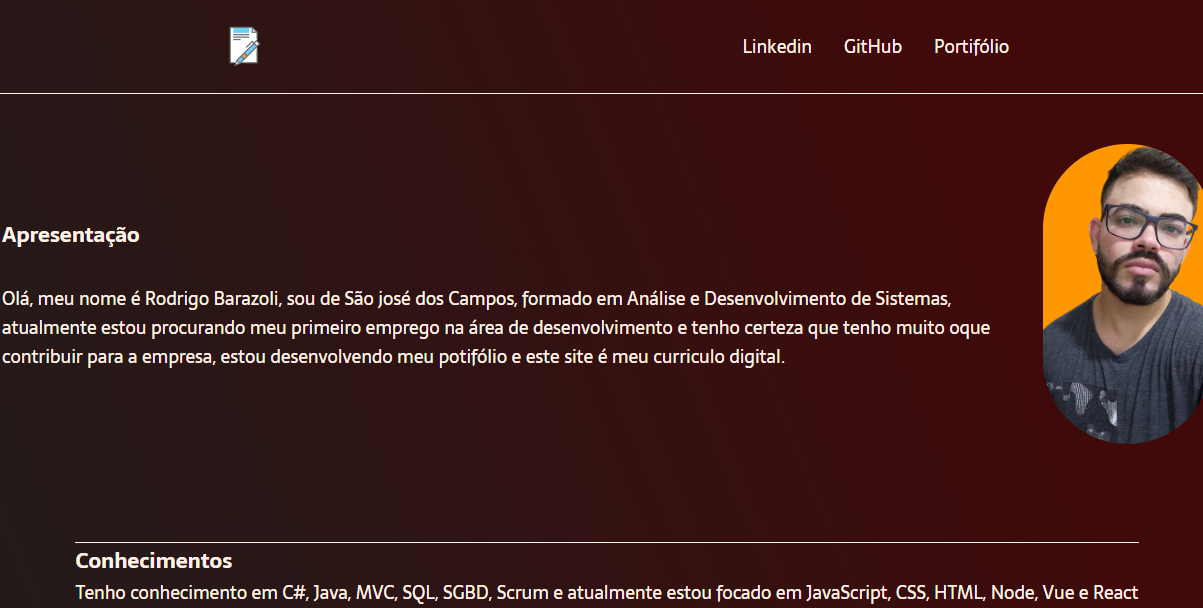 Linkedin GitHub Portifólio
Apresentação
Olá, meu nome é Rodrigo Barazoli, sou de São josé dos Campos, formado em Análise e Desenvolvimento de Sistemas,
atualmente estou procurando meu primeiro emprego na área de desenvolvimento e tenho certeza que tenho muito oque
contribuir para a empresa, estou desenvolvendo meu potifólio e este site é meu curriculo digital.
Conhecimentos
Tenho conhecimento em C#, Java, MVC, SQL, SGBD, Scrum e atualmente estou focado em JavaScript, CSS, HTML, Node, Vue e React